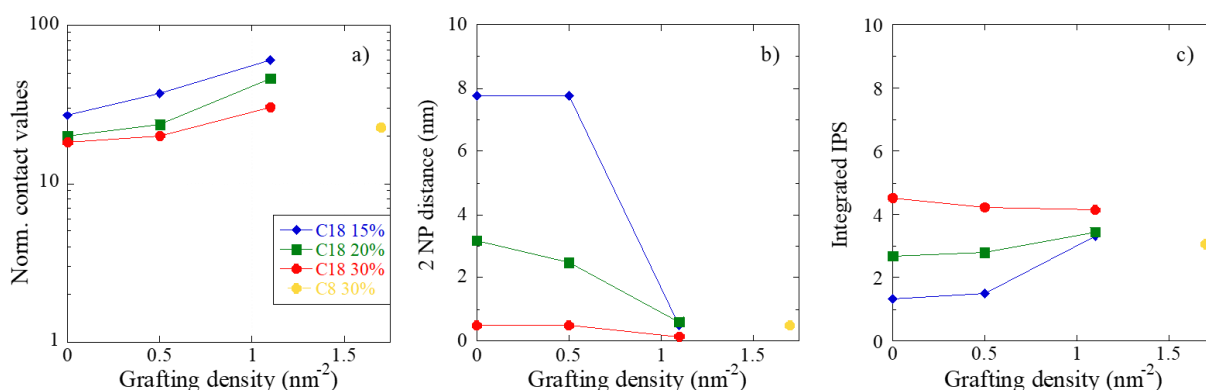 a)
100
10
1
Norm. contact values
C18 15%
C18 20%
C18 30%
C8 30%
0 0.5 1 1.5
Grafting density (nm-2)
b)
10
8
6
4
2
0
2 NP distance (nm)
0 0.5 1 1.5
Grafting density (nm-2)
c)
10
8
6
4
2
0
Integrated IPS
0 0.5 1 1.5
Grafting density (nm-2)